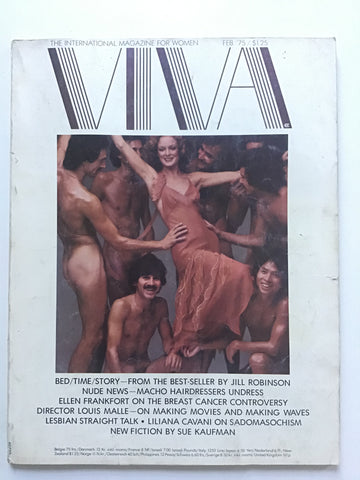 THE INTERNATIONAL MAGAZINE FOR WOMEN FEB. 75 / $1.25
VIVA
BED/TIME/STORY—FROM THE BEST-SELLER BY JILL ROBINSON
NUDE NEWS—MACHO HAIRDRESSERS UNDRESS
ELLEN FRANKFORT ON THE BREAST CANCER CONTROVERSY
DIRECTOR LOUIS MALLE—ON MAKING MOVIES AND MAKING WAVES
LESBIAN STRAIGHT TALK • LILIANA CAVANI ON SADOMASOCHISM
NEW FICTION BY SUE KAUFMAN